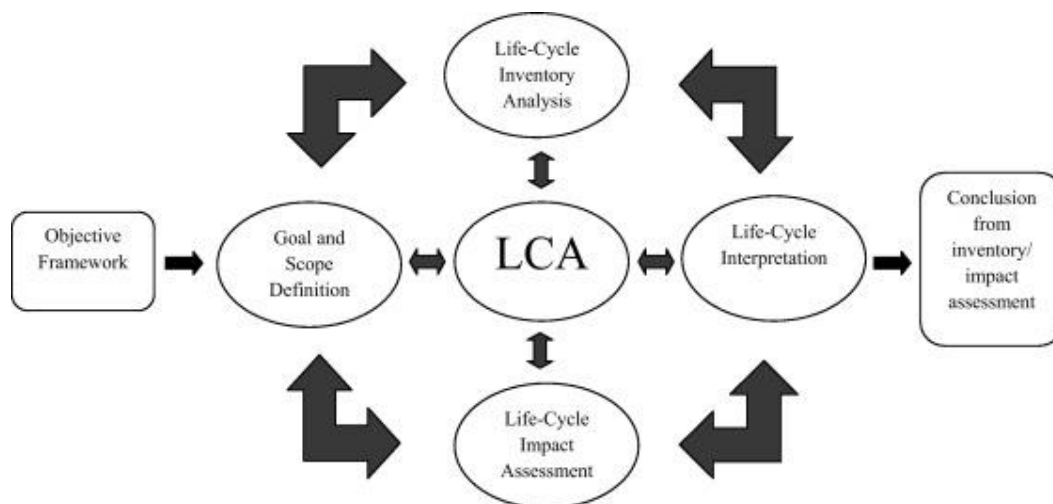 Life-Cycle
Inventory
Analysis
Objective
Framework
Goal and
Scope
Definition
LCA
Life-Cycle
Interpretation
Conclusion
from
inventory/
impact
assessment
Life-Cycle
Impact
Assessment